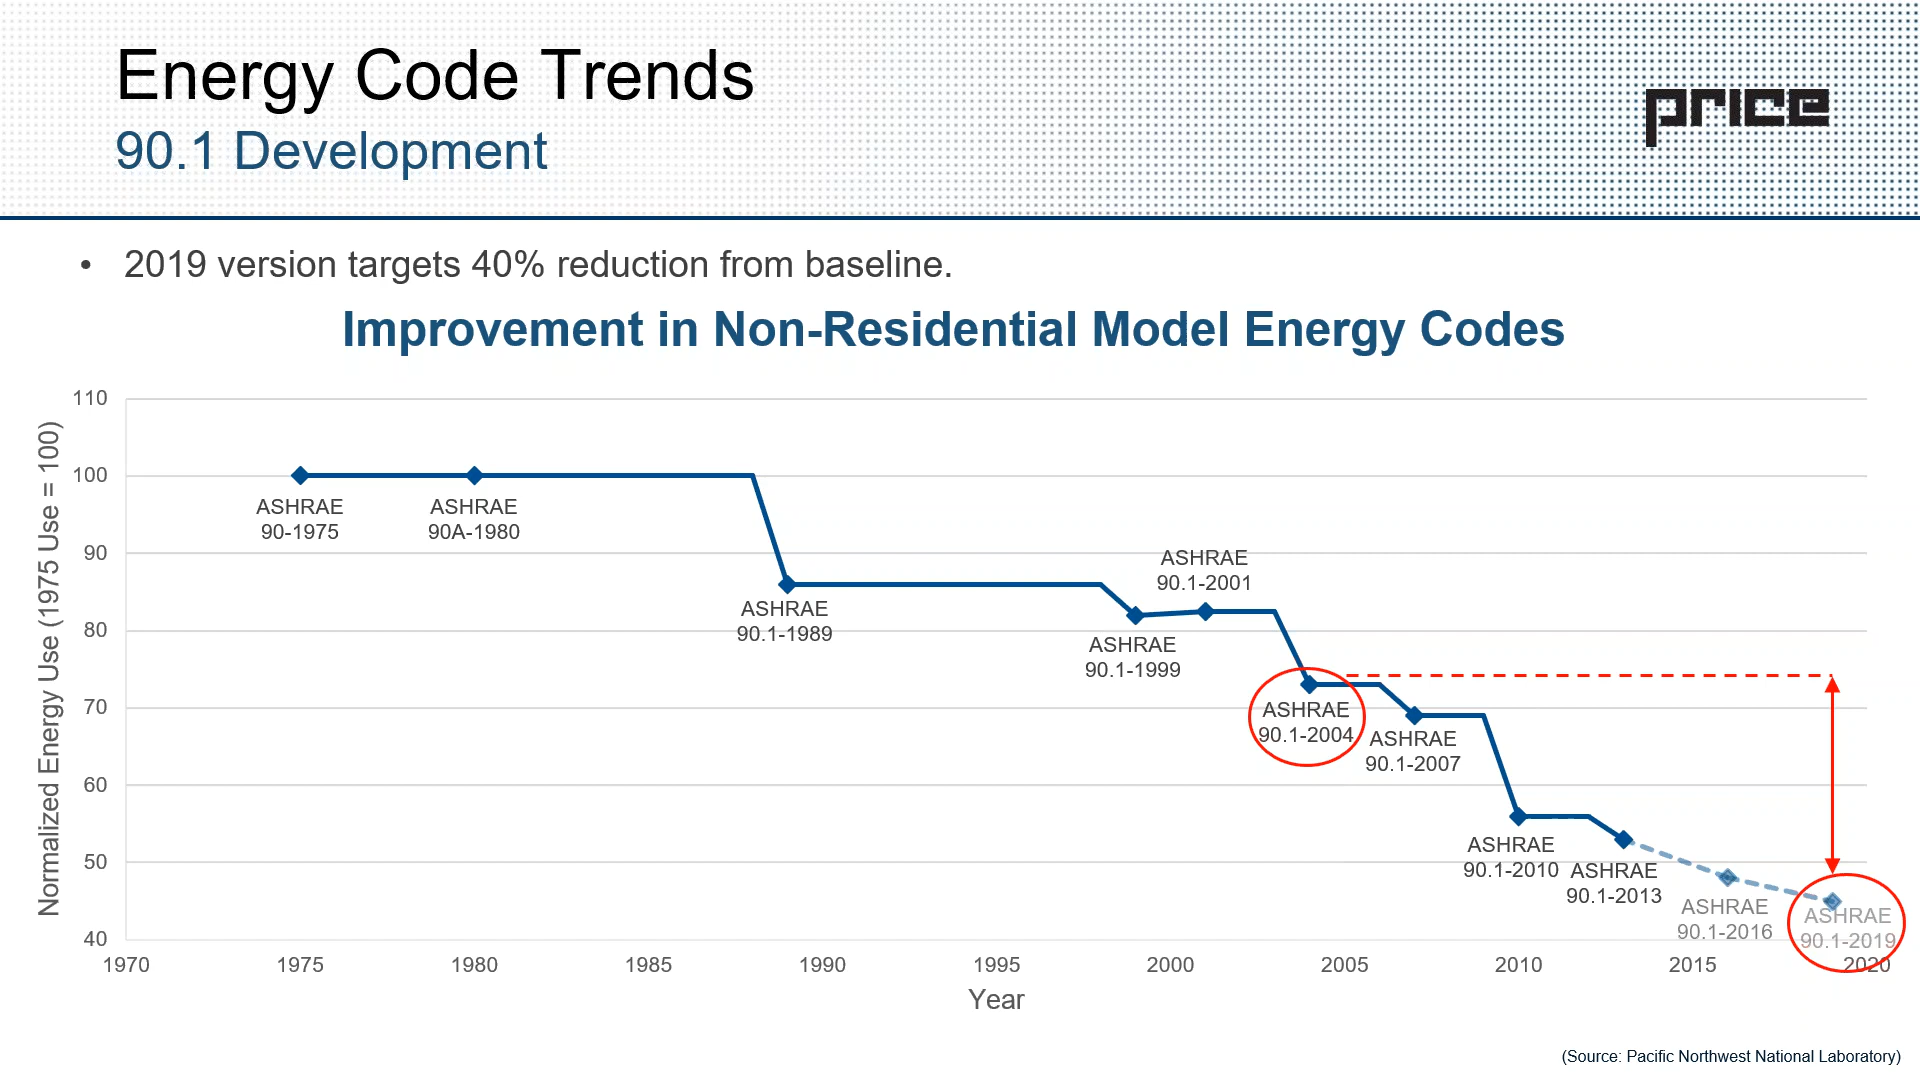 Energy Code Trends
90.1 Development
price
• 2019 version targets 40% reduction from baseline.
Improvement in Non-Residential Model Energy Codes
Normalized Energy Use (1975 Use = 100)
110
100
90
80
70
60
50
40
ASHRAE
90-1975
ASHRAE
90A-1980
ASHRAE
90.1-1989
ASHRAE
90.1-1999
ASHRAE
90.1-2001
ASHRAE
90.1-2004
ASHRAE
90.1-2007
ASHRAE
90.1-2010
ASHRAE
90.1-2013
ASHRAE
90.1-2016
ASHRAE
90.1-2019
1970 1975 1980 1985 1990 1995 2000 2005 2010 2015 2020
Year
(Source: Pacific Northwest National Laboratory)